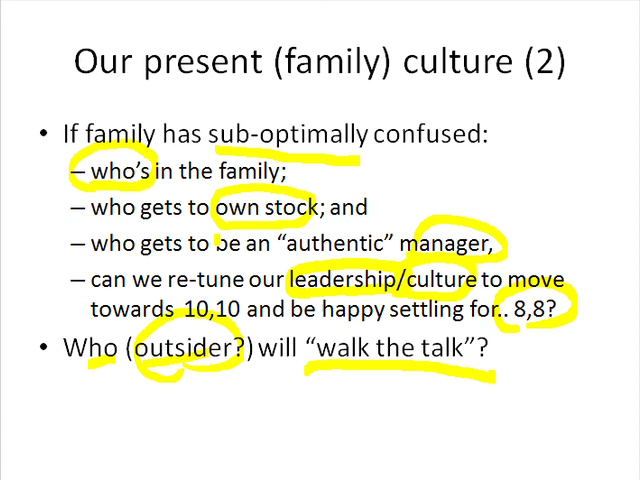 Our present (family) culture (2)
• If family has sub-optimally confused:
– who's in the family;
– who gets to own stock; and
– who gets to be an “authentic” manager,
– can we re-tune our leadership/culture to move
towards 10,10 and be happy settling for.. 8,8?
• Who (outsider?) will “walk the talk”?